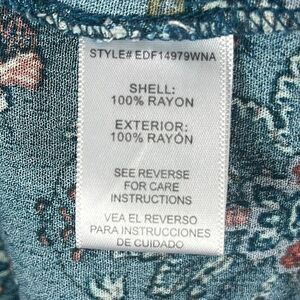 STYLE# EDF14979WNA
SHELL:
100% RAYON
EXTERIOR:
100% RAYÓN
SEE REVERSE
FOR CARE
INSTRUCTIONS
VEA EL REVERSO
PARA INSTRUCCIONES
DE CUIDADO